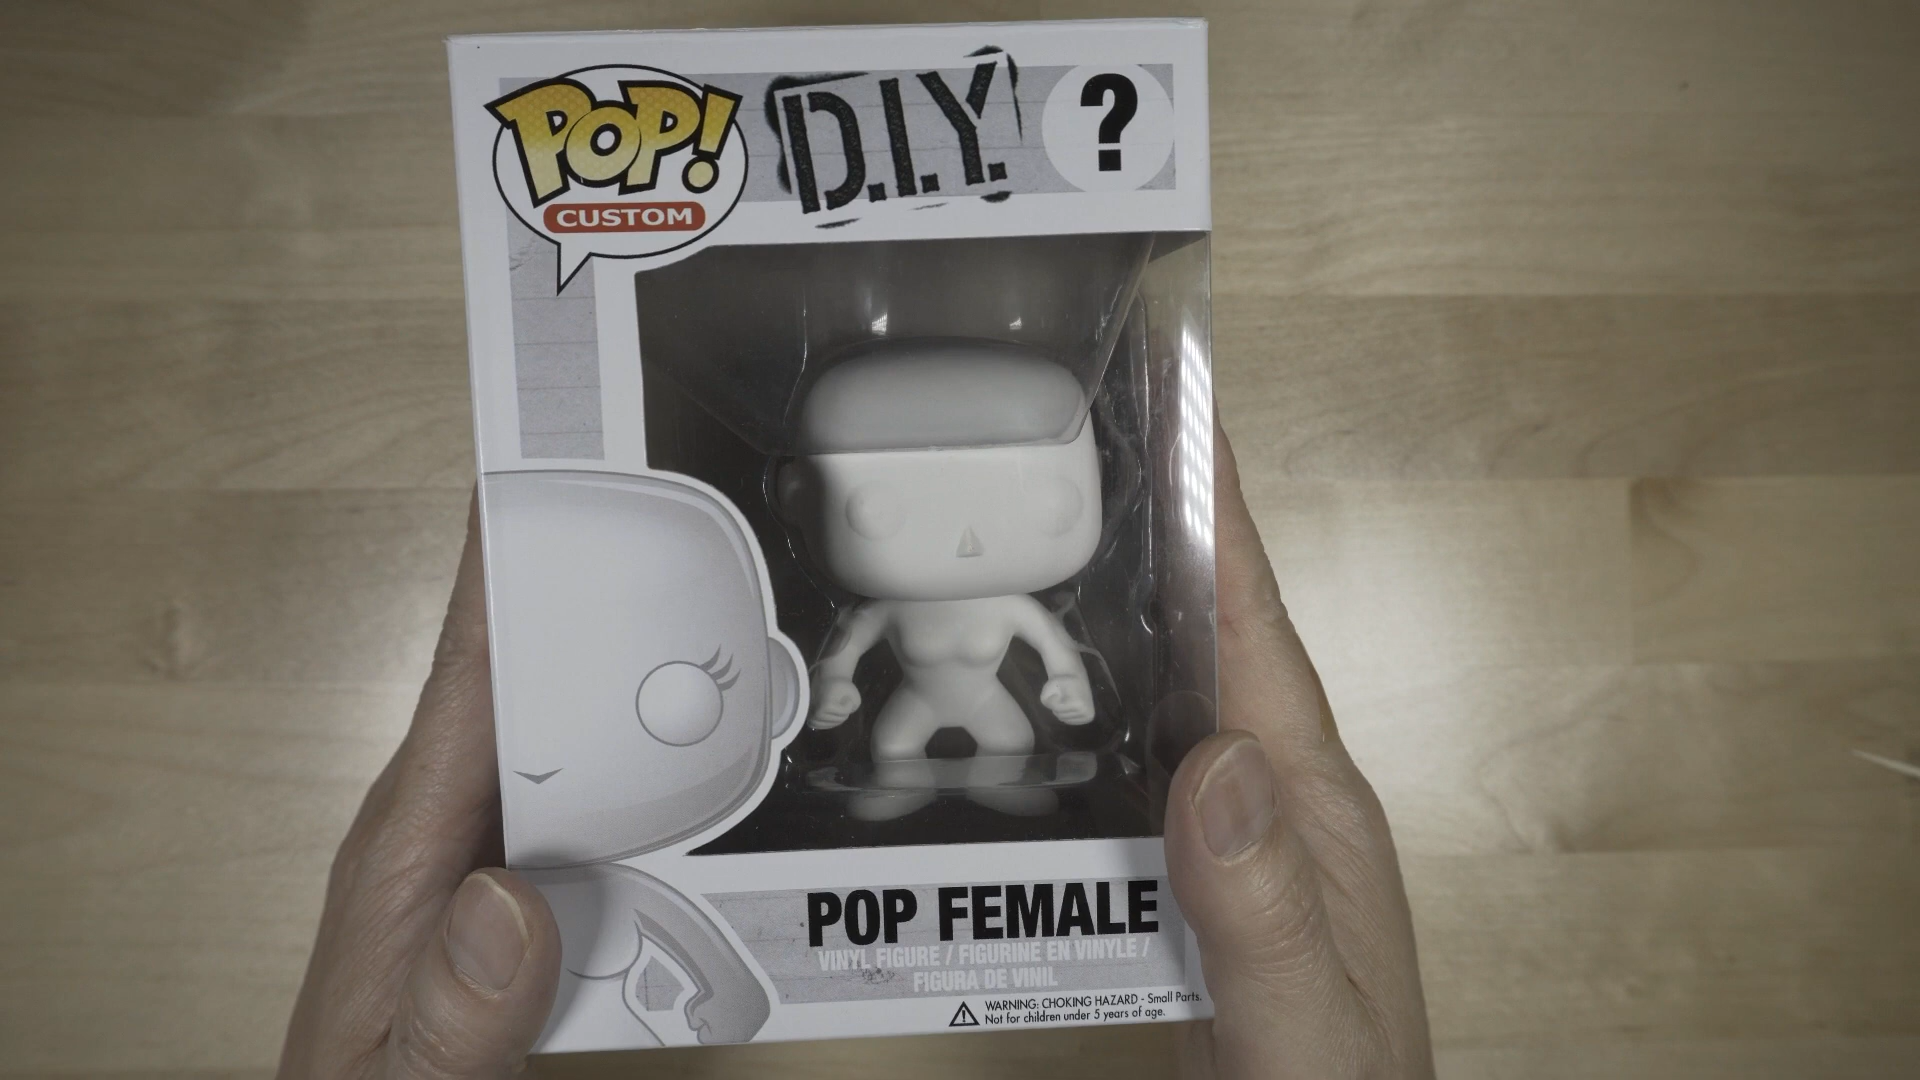 POP!
CUSTOM
D.I.Y.
?
POP FEMALE
VINYL FIGURE / FIGURINE EN VINYLE /
FIGURA DE VINIL
WARNING: CHOKING HAZARD - Small Parts.
Not for children under 5 years of age.